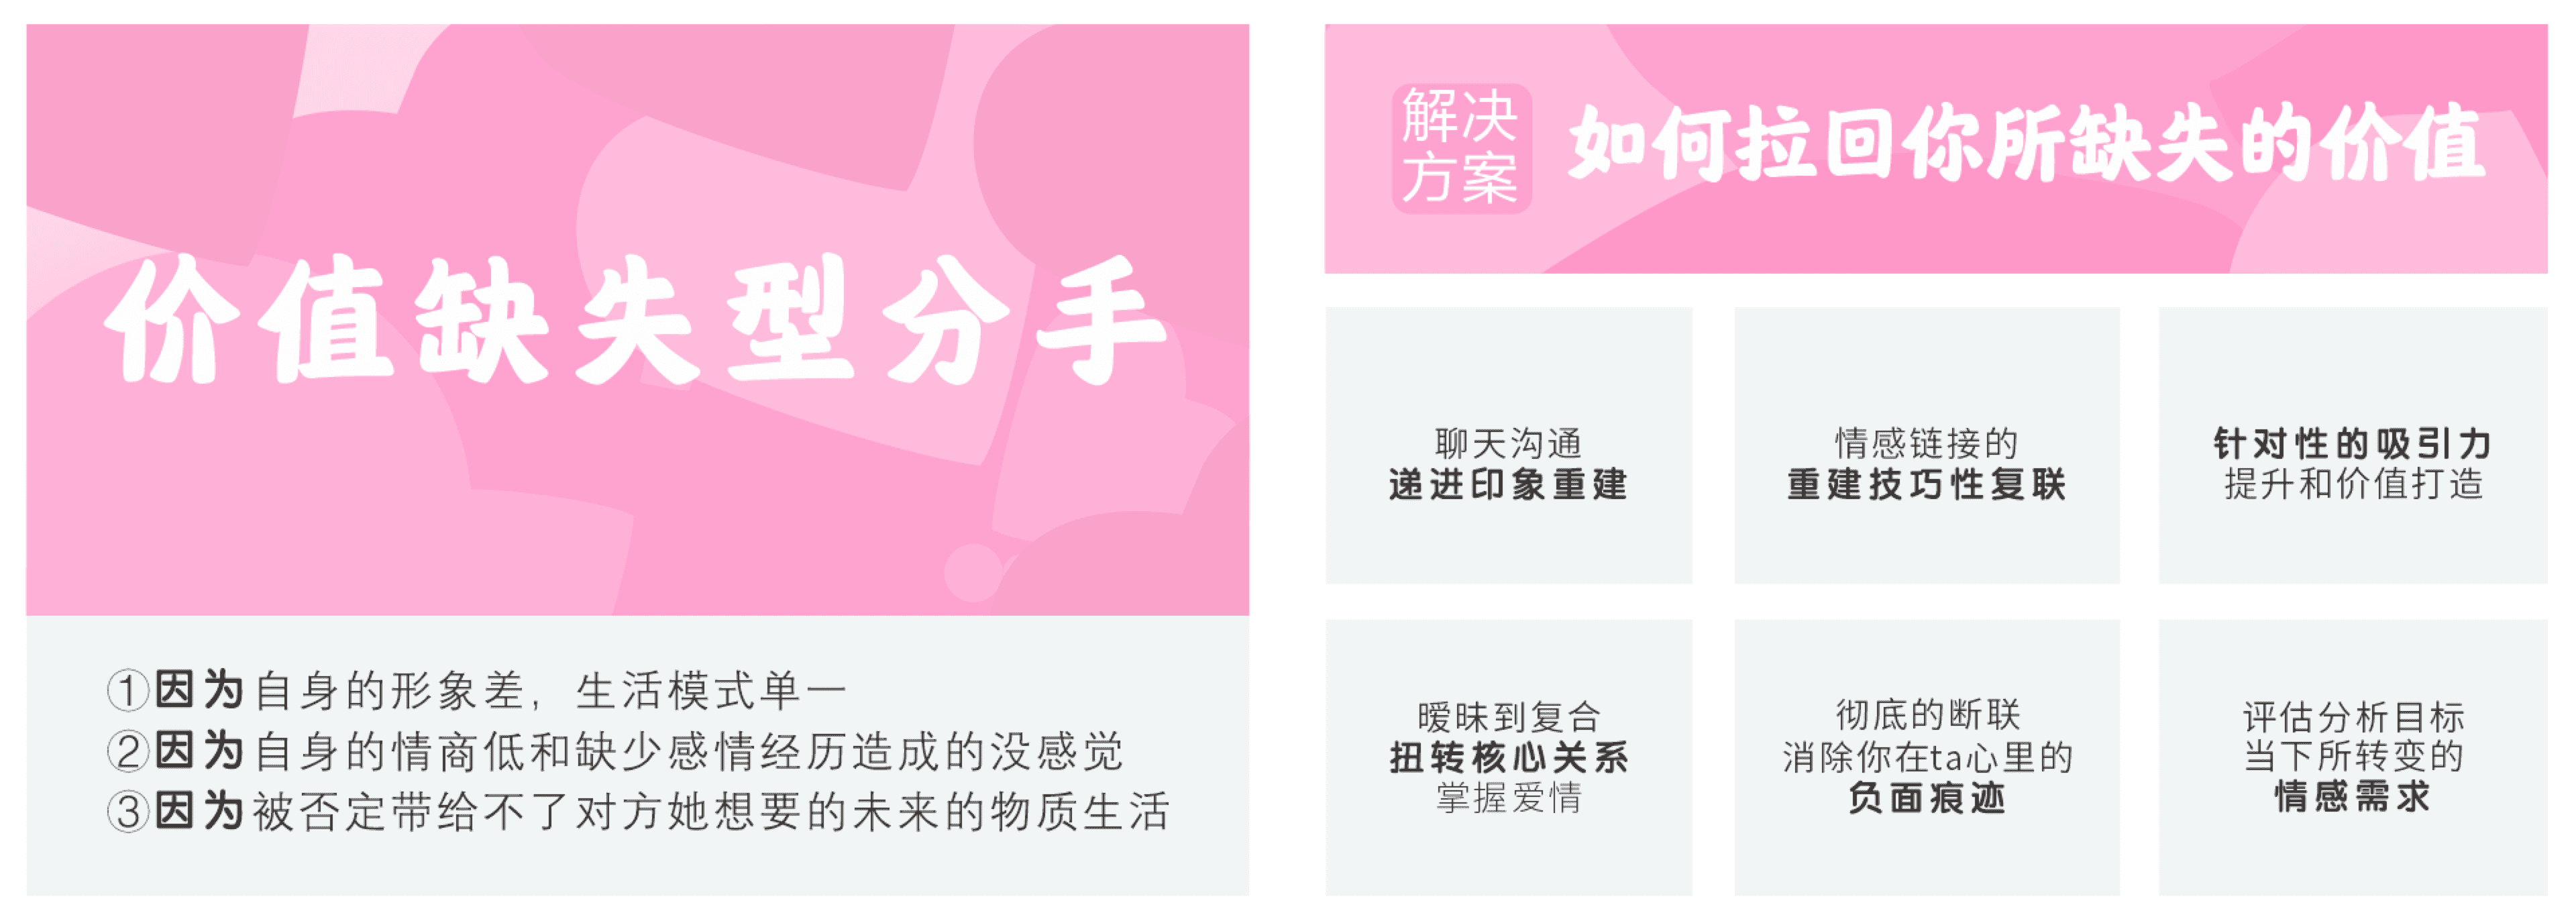 价值缺失型分手
①因为自身的形象差，生活模式单一
②因为自身的情商低和缺少感情经历造成的没感觉
③因为被否定带给不了对方她想要的未来的物质生活
解决
方案
如何拉回你所缺失的价值
聊天沟通
递进印象重建
情感链接的
重建技巧性复联
针对性的吸引力
提升和价值打造
暧昧到复合
扭转核心关系
掌握爱情
彻底的断联
消除你在ta心里的
负面痕迹
评估分析目标
当下所转变的
情感需求